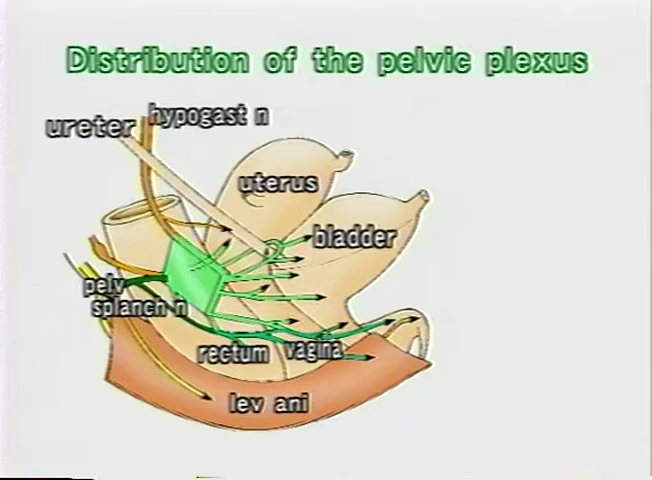 Distribution of the pelvic plexus
hypogast n
ureter
uterus
bladder
pelv
splanch n
rectum
vagina
lev ani